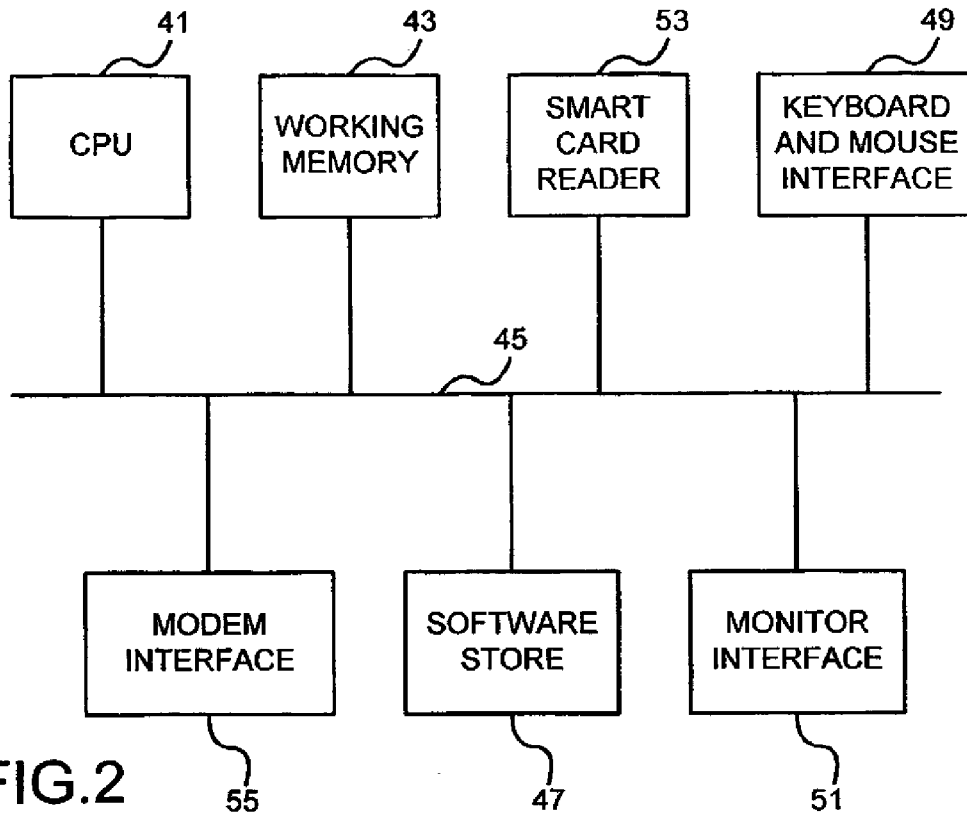 41
43
53
49
CPU
WORKING
MEMORY
SMART
CARD
READER
KEYBOARD
AND MOUSE
INTERFACE
45
MODEM
INTERFACE
SOFTWARE
STORE
MONITOR
INTERFACE
FIG.2
55
47
51